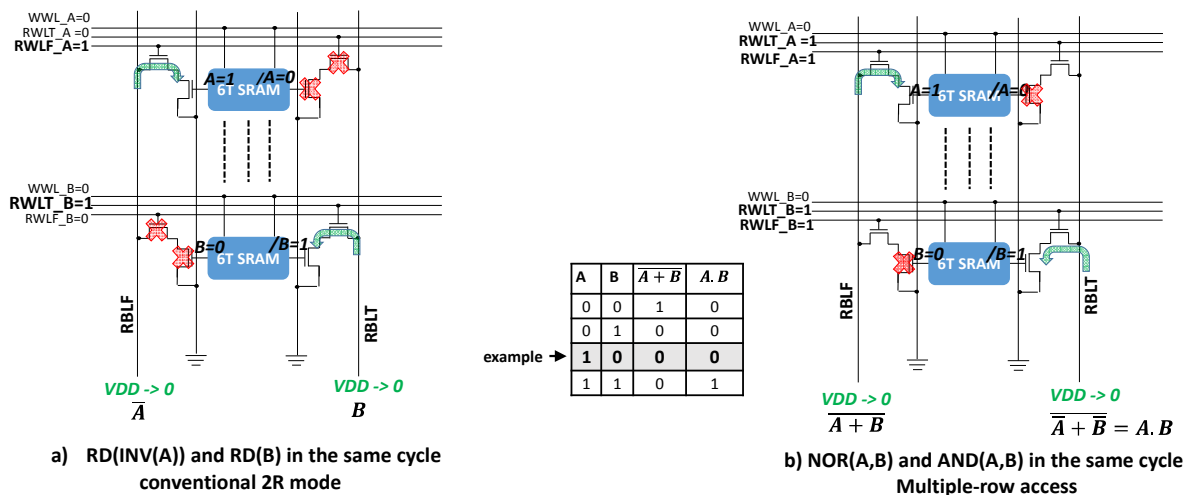 WWL_A=0
RWLT_A =0
RWLF_A=1
A=1
/A=0
6T SRAM
WWL_B=0
RWLT_B=1
RWLF_B=0
B=0
/B=1
6T SRAM
RBLF
RBLT
VDD -> 0
VDD -> 0
A̅
B
a) RD(INV(A)) and RD(B) in the same cycle
conventional 2R mode
example
A B A̅ ̅+̅ ̅B̅ A.B
0 0 1 0
0 1 0 0
1 0 0 0
1 1 0 1
WWL_A=0
RWLT_A =1
RWLF_A=1
A=1
/A=0
6T SRAM
WWL_B=0
RWLT_B=1
RWLF_B=1
B=0
/B=1
6T SRAM
RBLF
RBLT
VDD -> 0
VDD -> 0
A̅ ̅+̅ ̅B̅
A̿ ̅+̅ ̅B̿ = A.B
b) NOR(A,B) and AND(A,B) in the same cycle
Multiple-row access